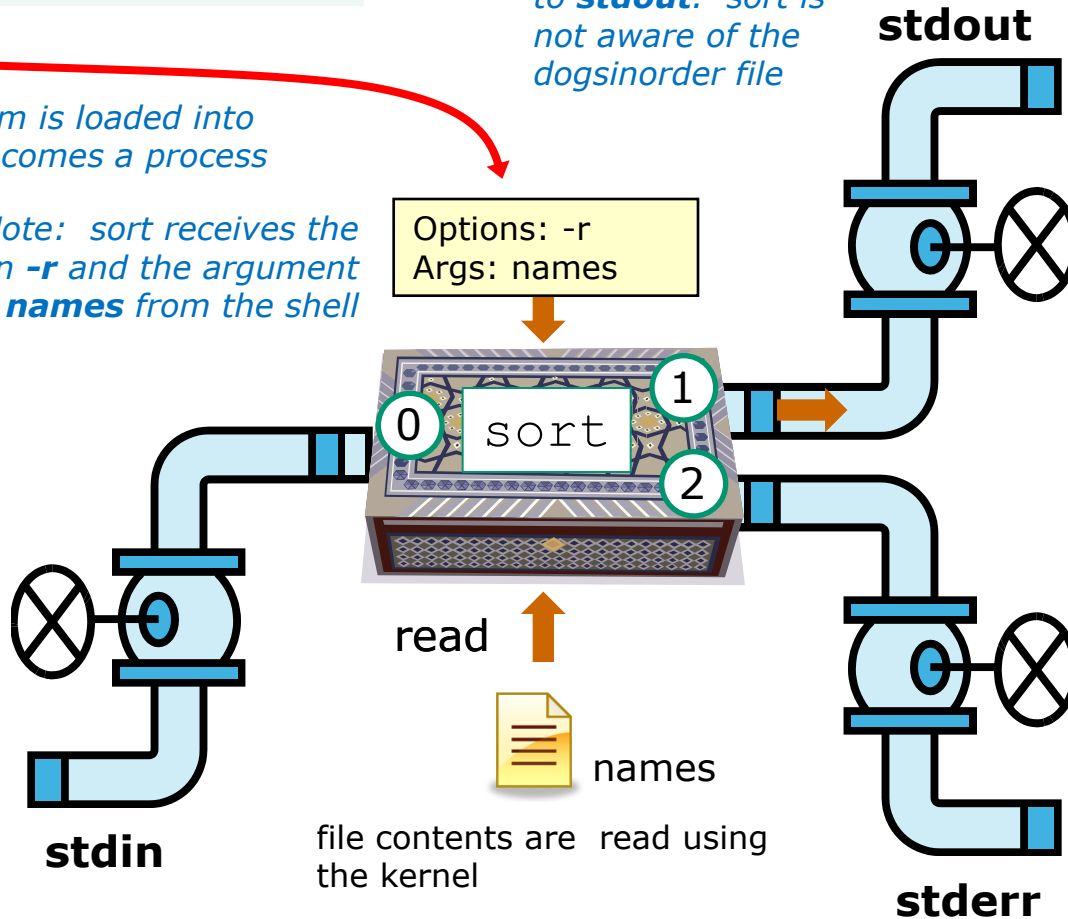 to stdout: sort is
not aware of the
dogsinorder file
stdout
m is loaded into
comes a process
ote: sort receives the
n -r and the argument
names from the shell
Options: -r
Args: names
0
sort
1
2
read
names
stdin
file contents are  read using
the kernel
stderr